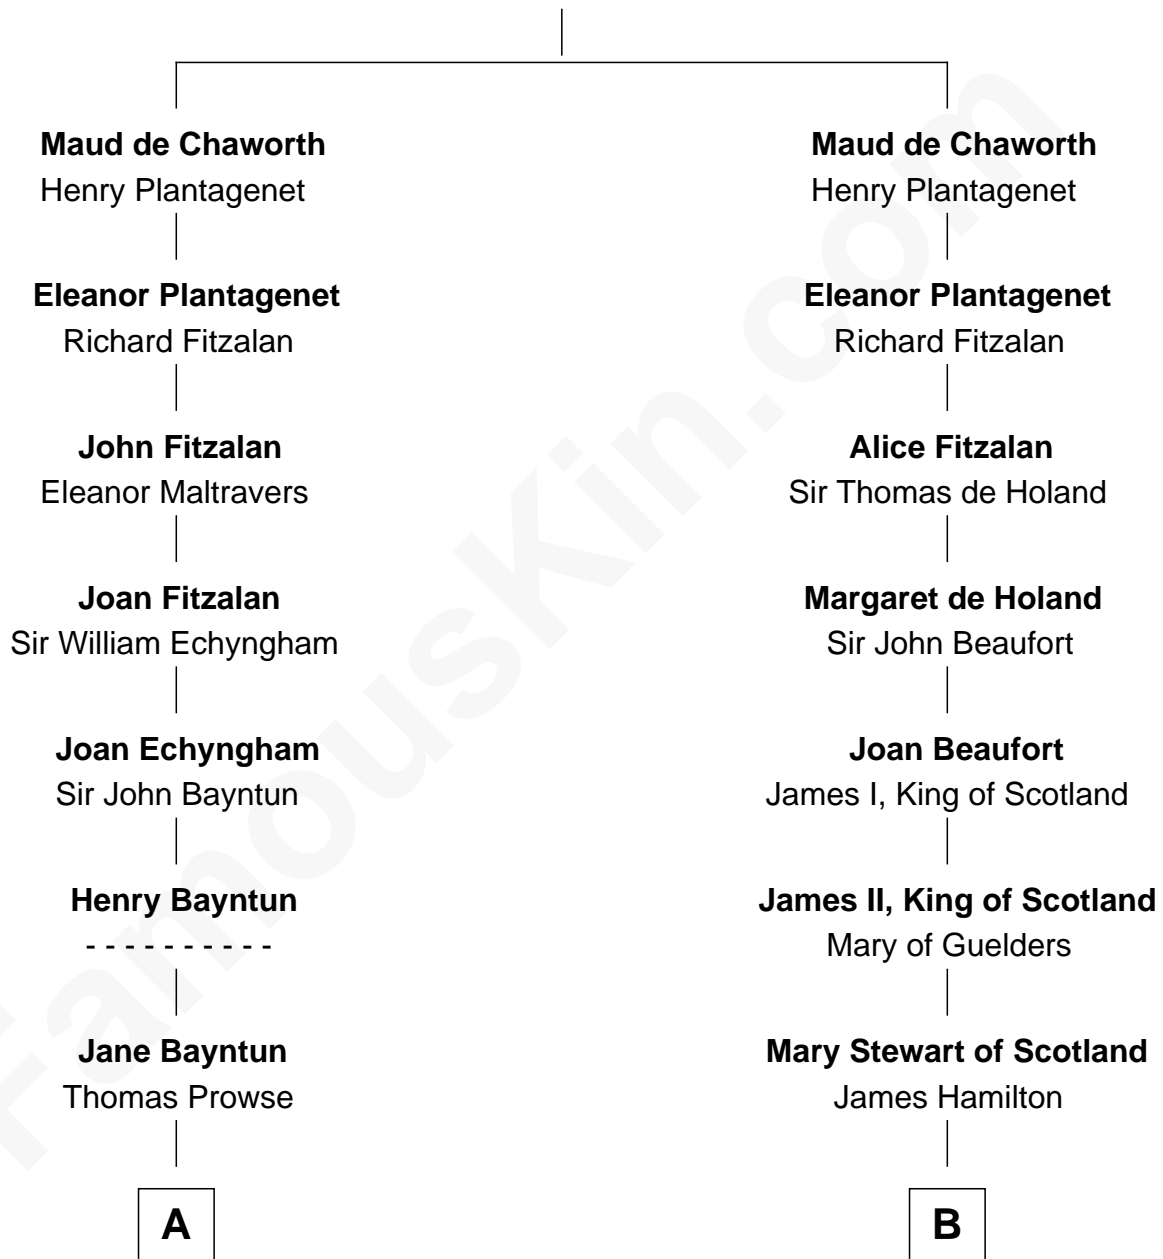 Maud de Chaworth
Henry Plantagenet
Eleanor Plantagenet
Richard Fitzalan
John Fitzalan
Eleanor Maltravers
Joan Fitzalan
Sir William Echyngham
Joan Echyngham
Sir John Bayntun
Henry Bayntun
- - - - - - - - - -
Jane Bayntun
Thomas Prowse
A
Maud de Chaworth
Henry Plantagenet
Eleanor Plantagenet
Richard Fitzalan
Alice Fitzalan
Sir Thomas de Holand
Margaret de Holand
Sir John Beaufort
Joan Beaufort
James I, King of Scotland
James II, King of Scotland
Mary of Guelders
Mary Stewart of Scotland
James Hamilton
B
FamousKin.com